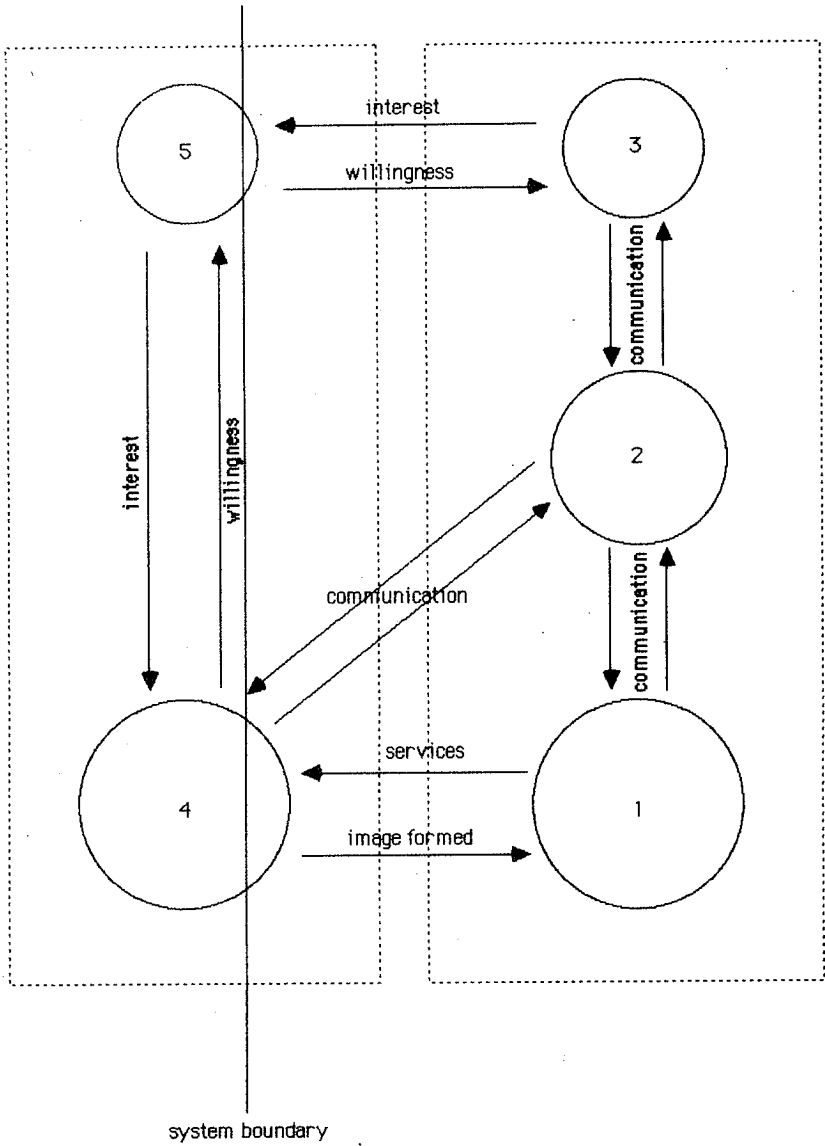 interest
5
3
willingness
communication
interest
willingness
2
communication
communication
services
4
1
image formed
system boundary